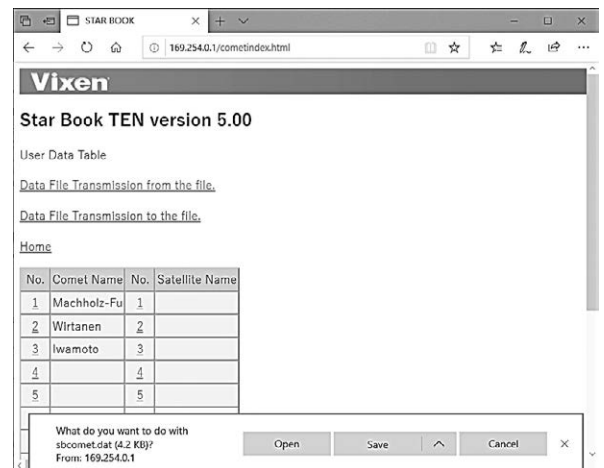 STAR BOOK
169.254.0.1/cometindex.html
Vixen
Star Book TEN version 5.00
User Data Table
Data File Transmission from the file.
Data File Transmission to the file.
Home
No. Comet Name No. Satellite Name
1 Machholz-Fu 1
2 Wirtanen 2
3 Iwamoto 3
4 4
5 5
What do you want to do with
sbcomet.dat (4.2 KB)?
From: 169.254.0.1
Open Save Cancel